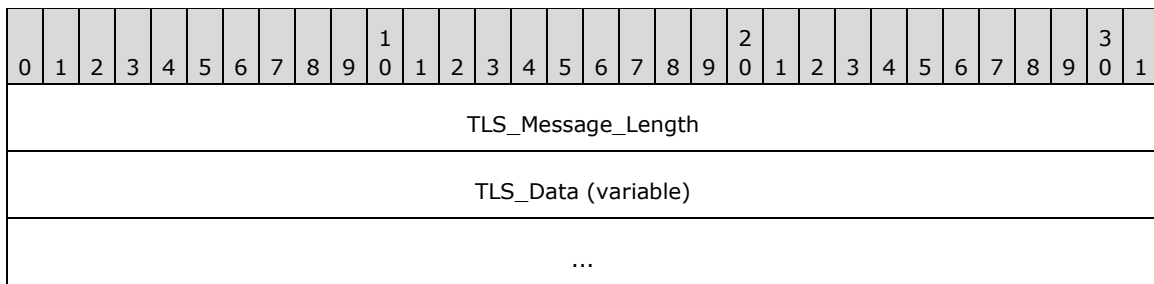 1 2 3
0 1 2 3 4 5 6 7 8 9 0 1 2 3 4 5 6 7 8 9 0 1 2 3 4 5 6 7 8 9 0 1
TLS_Message_Length
TLS_Data (variable)
...